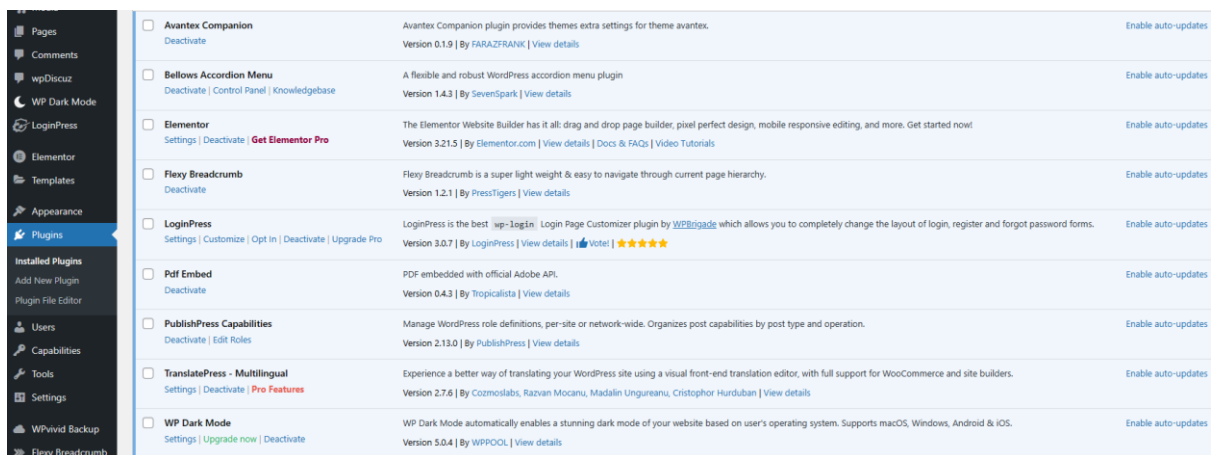 Media
Pages
Comments
wpDiscuz
WP Dark Mode
LoginPress
Elementor
Templates
Appearance
Plugins
Installed Plugins
Add New Plugin
Plugin File Editor
Users
Capabilities
Tools
Settings
WPvivid Backup
Flexy Breadcrumb
Avantex Companion
Deactivate
Avantex Companion plugin provides themes extra settings for theme avantex.
Version 0.1.9 | By FARAZFRANK | View details
Enable auto-updates
Bellows Accordion Menu
Deactivate | Control Panel | Knowledgebase
A flexible and robust WordPress accordion menu plugin
Version 1.4.3 | By SevenSpark | View details
Enable auto-updates
Elementor
Settings | Deactivate | Get Elementor Pro
The Elementor Website Builder has it all: drag and drop page builder, pixel perfect design, mobile responsive editing, and more. Get started now!
Version 3.21.5 | By Elementor.com | View details | Docs & FAQs | Video Tutorials
Enable auto-updates
Flexy Breadcrumb
Deactivate
Flexy Breadcrumb is a super light weight & easy to navigate through current page hierarchy.
Version 1.2.1 | By PressTigers | View details
Enable auto-updates
LoginPress
Settings | Customize | Opt In | Deactivate | Upgrade Pro
LoginPress is the best wp-login Login Page Customizer plugin by WPBrigade which allows you to completely change the layout of login, register and forgot password forms.
Version 3.0.7 | By LoginPress | View details | Vote! |
Enable auto-updates
Pdf Embed
Deactivate
PDF embedded with official Adobe API.
Version 0.4.3 | By Tropicalista | View details
Enable auto-updates
PublishPress Capabilities
Deactivate | Edit Roles
Manage WordPress role definitions, per-site or network-wide. Organizes post capabilities by post type and operation.
Version 2.13.0 | By PublishPress | View details
Enable auto-updates
TranslatePress - Multilingual
Settings | Deactivate | Pro Features
Experience a better way of translating your WordPress site using a visual front-end translation editor, with full support for WooCommerce and site builders.
Version 2.7.6 | By Cozmoslabs, Razvan Mocanu, Madalin Ungureanu, Cristophor Hurduban | View details
Enable auto-updates
WP Dark Mode
Settings | Upgrade now | Deactivate
WP Dark Mode automatically enables a stunning dark mode of your website based on user's operating system. Supports macOS, Windows, Android & iOS.
Version 5.0.4 | By WPPOOL | View details
Enable auto-updates